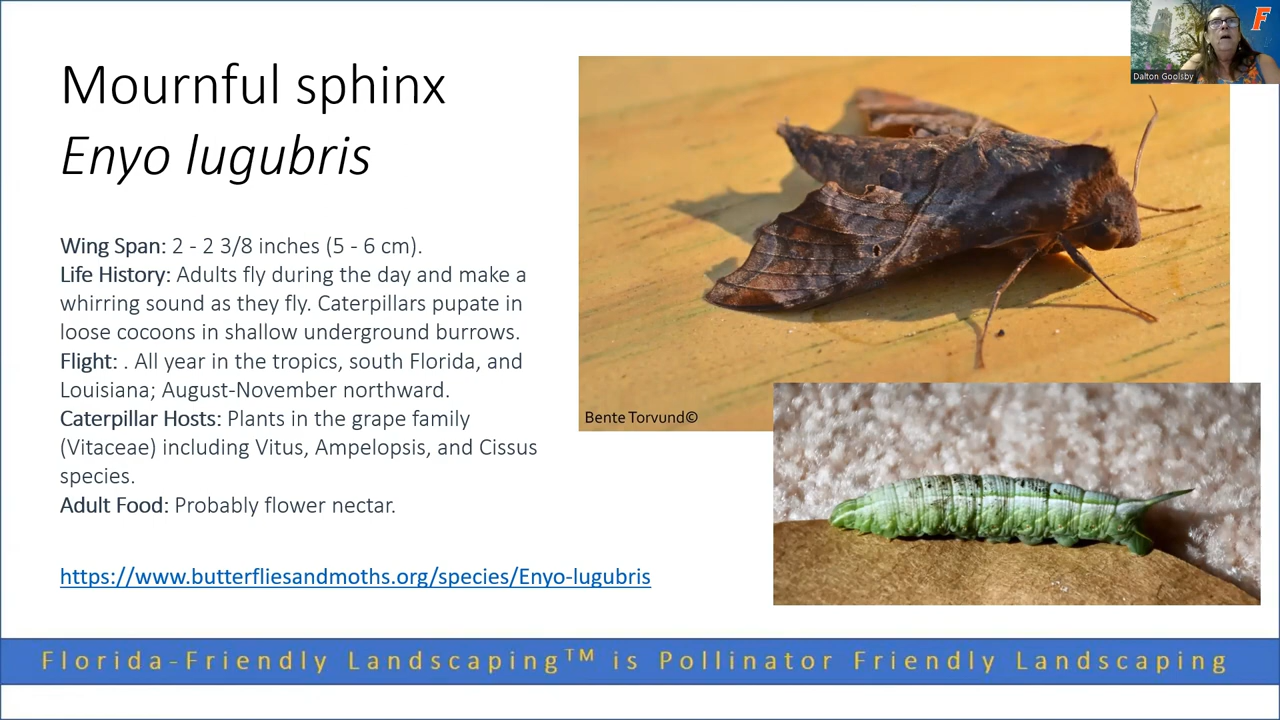 Mournful sphinx
Enyo lugubris
Wing Span: 2 - 2 3/8 inches (5 - 6 cm).
Life History: Adults fly during the day and make a
whirring sound as they fly. Caterpillars pupate in
loose cocoons in shallow underground burrows.
Flight: . All year in the tropics, south Florida, and
Louisiana; August-November northward.
Caterpillar Hosts: Plants in the grape family
(Vitaceae) including Vitus, Ampelopsis, and Cissus
species.
Adult Food: Probably flower nectar.
https://www.butterfliesandmoths.org/species/Enyo-lugubris
Bente Torvund©
F
Dalton Goolsby
Florida-Friendly Landscaping™ is Pollinator Friendly Landscaping